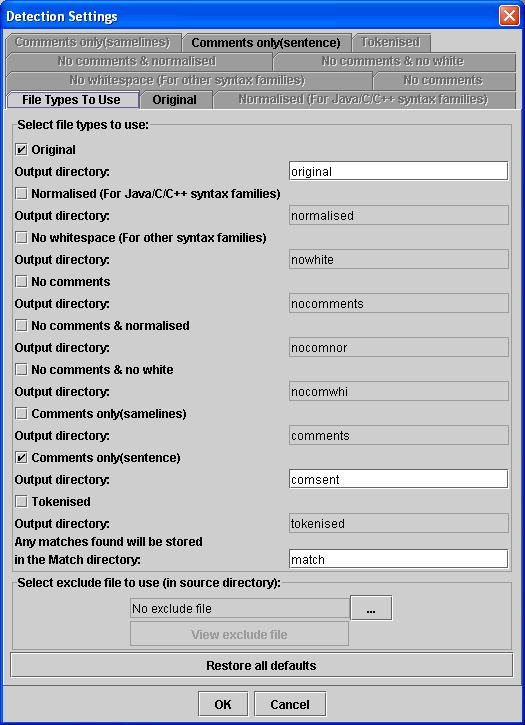 Detection Settings
Comments only(samelines) Comments only(sentence) Tokenised
No comments & normalised No comments & no white
No whitespace (For other syntax families) No comments
File Types To Use Original Normalised (For Java/C/C++ syntax families)
Select file types to use:
Original
Output directory: original
Normalised (For Java/C/C++ syntax families)
Output directory: normalised
No whitespace (For other syntax families)
Output directory: nowhite
No comments
Output directory: nocomments
No comments & normalised
Output directory: nocomnor
No comments & no white
Output directory: nocomwhi
Comments only(samelines)
Output directory: comments
Comments only(sentence)
Output directory: comsent
Tokenised
Output directory: tokenised
Any matches found will be stored
in the Match directory: match
Select exclude file to use (in source directory):
No exclude file ...
View exclude file
Restore all defaults
OK Cancel